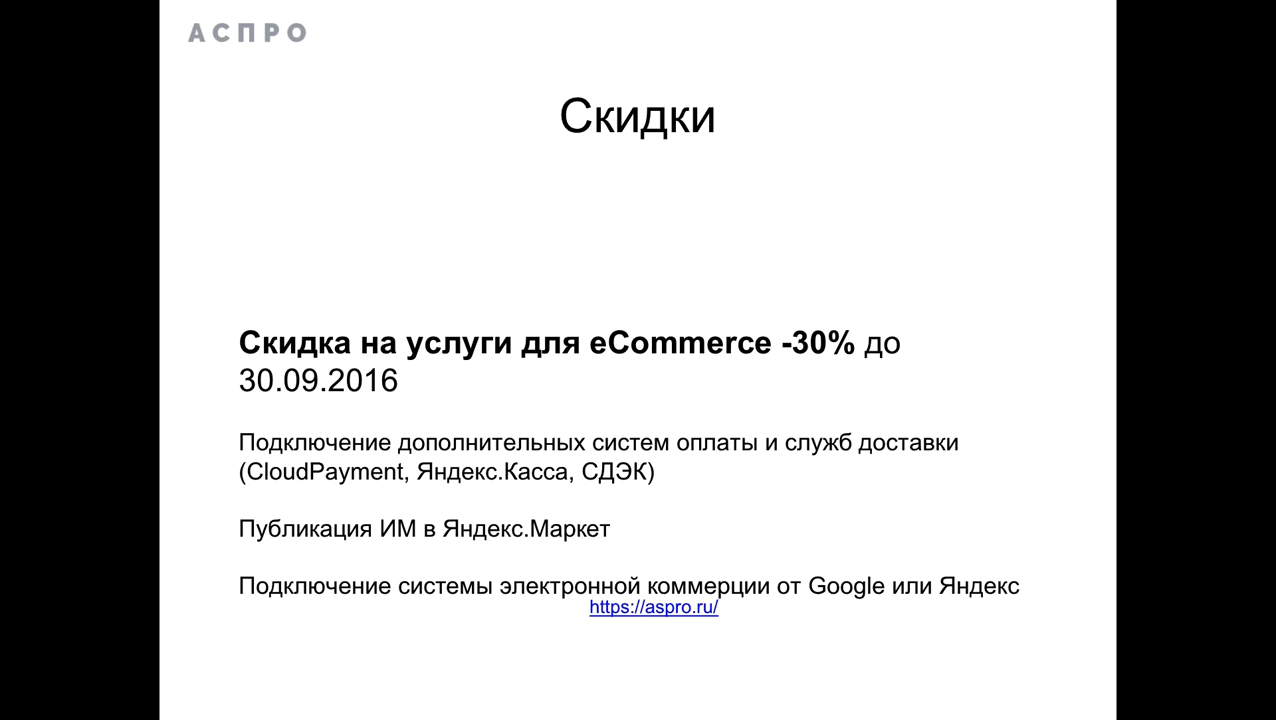 АСПРО
Скидки
Скидка на услуги для eCommerce -30% до
30.09.2016
Подключение дополнительных систем оплаты и служб доставки
(CloudPayment, Яндекс.Касса, СДЭК)
Публикация ИМ в Яндекс.Маркет
Подключение системы электронной коммерции от Google или Яндекс
https://aspro.ru/